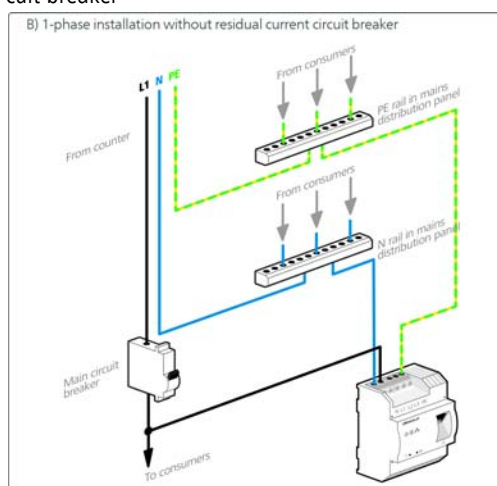 cuit breaker
B) 1-phase installation without residual current circuit breaker
L1 N PE
From consumers
PE rail in mains
distribution panel
From counter
From consumers
N rail in mains
distribution panel
Main circuit
breaker
To consumers